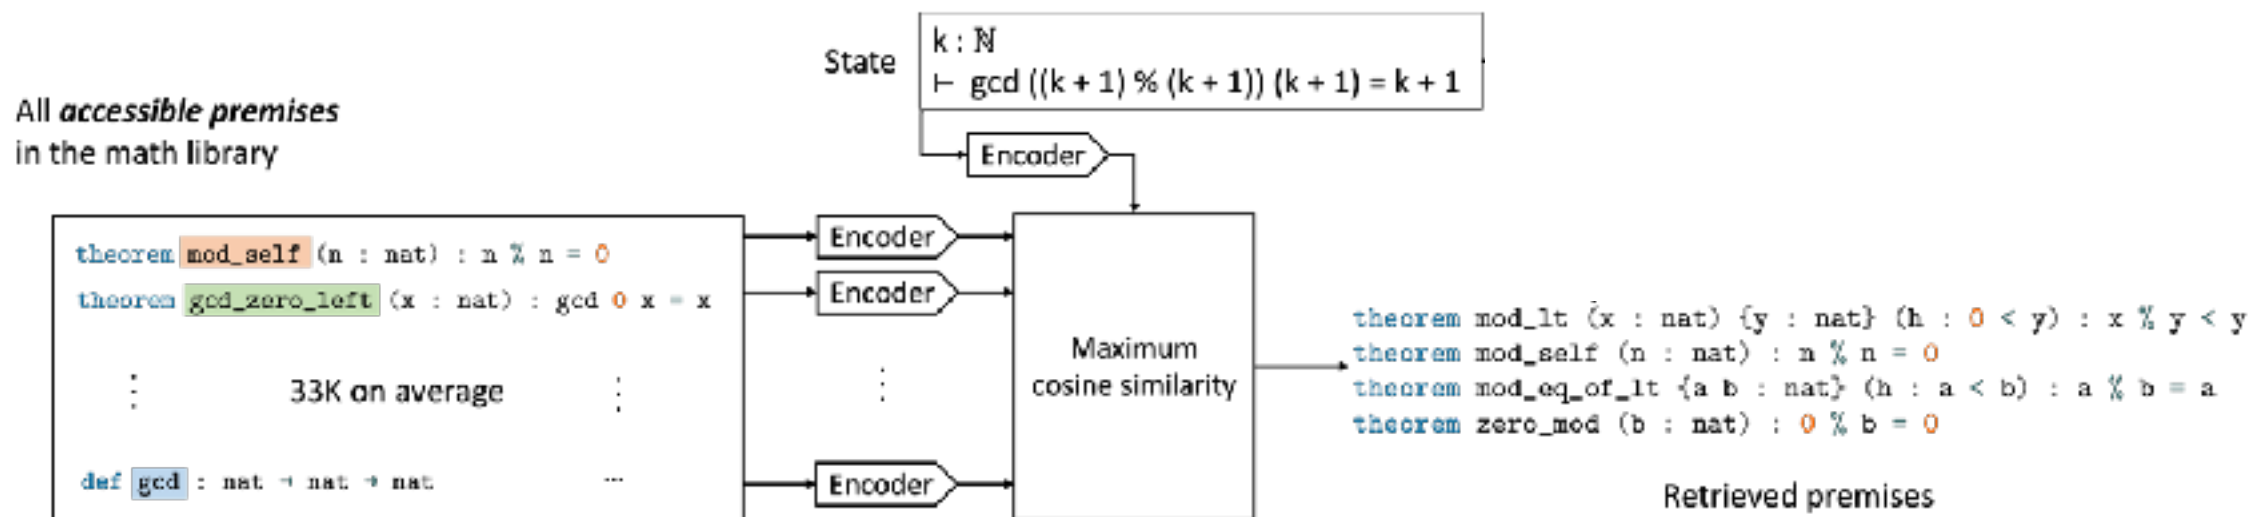 State
k : ℕ
⊢ gcd ((k + 1) % (k + 1)) (k + 1) = k + 1
All accessible premises
in the math library
Encoder
theorem mod_self (n : nat) : n % n = 0
theorem gcd_zero_left (x : nat) : gcd 0 x = x
⋮ 33K on average ⋮
def gcd : nat → nat → nat ...
Encoder
Encoder
⋮
Encoder
Maximum
cosine similarity
theorem mod_lt (x : nat) {y : nat} (h : 0 < y) : x % y < y
theorem mod_self (n : nat) : n % n = 0
theorem mod_eq_of_lt {a b : nat} (h : a < b) : a % b = a
theorem zero_mod (b : nat) : 0 % b = 0
Retrieved premises